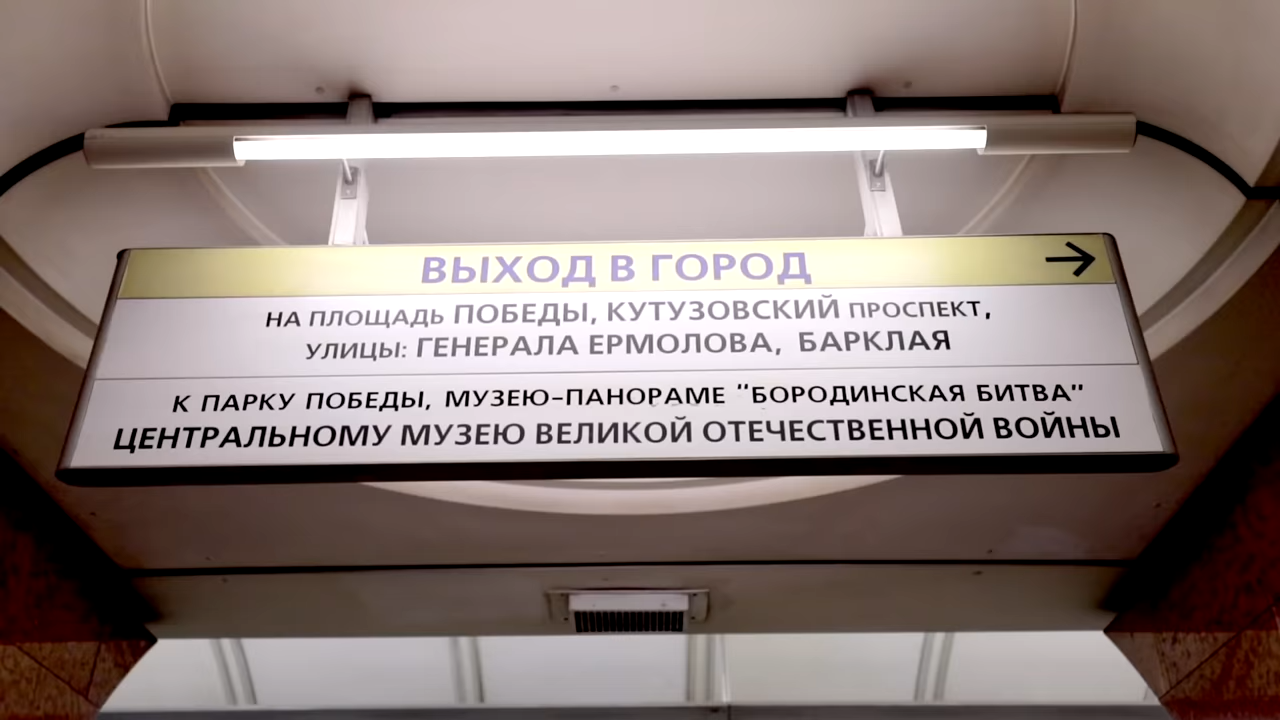 ВЫХОД В ГОРОД →
НА ПЛОЩАДЬ ПОБЕДЫ, КУТУЗОВСКИЙ ПРОСПЕКТ,
УЛИЦЫ: ГЕНЕРАЛА ЕРМОЛОВА, БАРКЛАЯ
К ПАРКУ ПОБЕДЫ, МУЗЕЮ-ПАНОРАМЕ "БОРОДИНСКАЯ БИТВА"
ЦЕНТРАЛЬНОМУ МУЗЕЮ ВЕЛИКОЙ ОТЕЧЕСТВЕННОЙ ВОЙНЫ